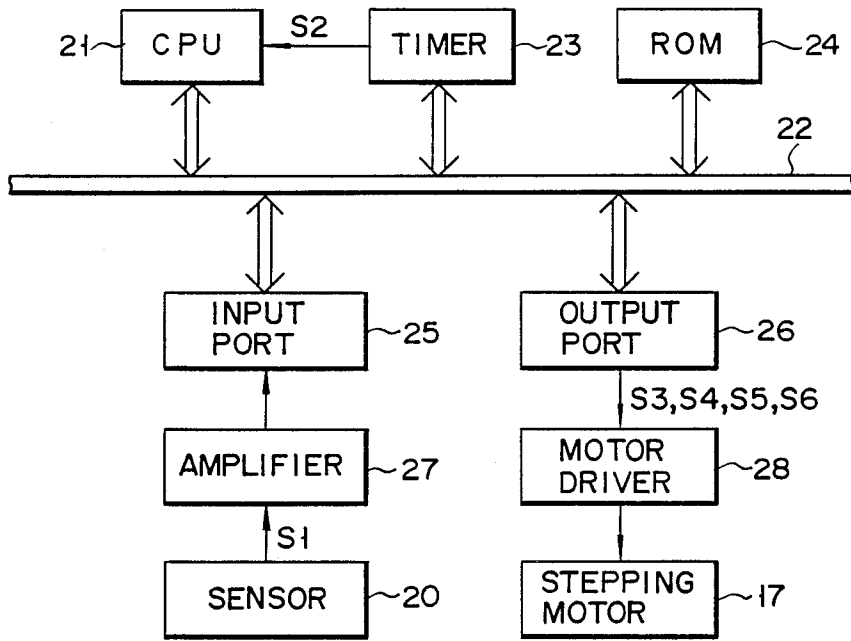 21 CPU S2 TIMER 23 ROM 24
22
INPUT PORT 25
OUTPUT PORT 26
S3,S4,S5,S6
AMPLIFIER 27
MOTOR DRIVER 28
S1
SENSOR 20
STEPPING MOTOR 17